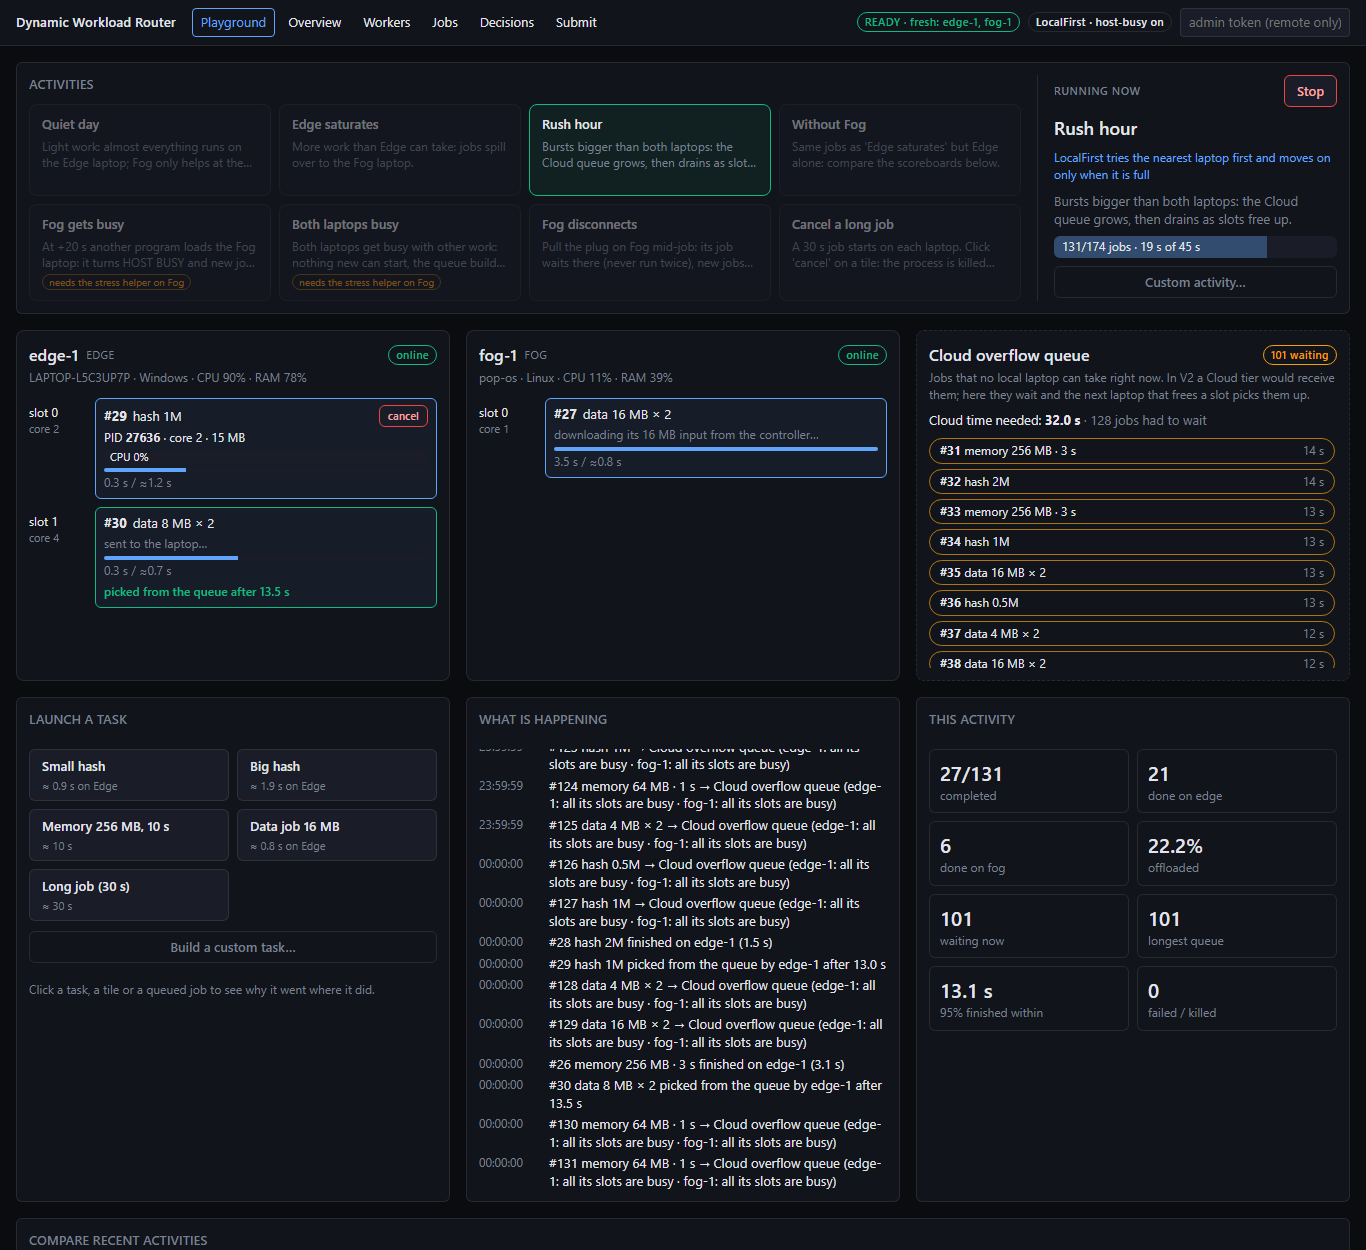 Dynamic Workload Router
Playground
Overview
Workers
Jobs
Decisions
Submit
READY · fresh: edge-1, fog-1
LocalFirst · host-busy on
admin token (remote only)
ACTIVITIES
Quiet day
Light work: almost everything runs on
the Edge laptop; Fog only helps at the...
Edge saturates
More work than Edge can take: jobs spill
over to the Fog laptop.
Rush hour
Bursts bigger than both laptops: the
Cloud queue grows, then drains as slot...
Without Fog
Same jobs as 'Edge saturates' but Edge
alone: compare the scoreboards below.
Fog gets busy
At +20 s another program loads the Fog
laptop: it turns HOST BUSY and new jo...
needs the stress helper on Fog
Both laptops busy
Both laptops get busy with other work:
nothing new can start, the queue build...
needs the stress helper on Fog
Fog disconnects
Pull the plug on Fog mid-job: its job
waits there (never run twice), new jobs...
Cancel a long job
A 30 s job starts on each laptop. Click
'cancel' on a tile: the process is killed...
RUNNING NOW
Stop
Rush hour
LocalFirst tries the nearest laptop first and moves on
only when it is full
Bursts bigger than both laptops: the Cloud
queue grows, then drains as slots free up.
131/174 jobs · 19 s of 45 s
Custom activity...
edge-1 EDGE
online
LAPTOP-L5C3UP7P · Windows · CPU 90% · RAM 78%
slot 0
core 2
#29 hash 1M
cancel
PID 27636 · core 2 · 15 MB
CPU 0%
0.3 s / ≈1.2 s
slot 1
core 4
#30 data 8 MB × 2
sent to the laptop...
0.3 s / ≈0.7 s
picked from the queue after 13.5 s
fog-1 FOG
online
pop-os · Linux · CPU 11% · RAM 39%
slot 0
core 1
#27 data 16 MB × 2
downloading its 16 MB input from the controller...
3.5 s / ≈0.8 s
Cloud overflow queue
101 waiting
Jobs that no local laptop can take right now. In V2 a Cloud tier would receive
them; here they wait and the next laptop that frees a slot picks them up.
Cloud time needed: 32.0 s · 128 jobs had to wait
#31 memory 256 MB · 3 s 14 s
#32 hash 2M 14 s
#33 memory 256 MB · 3 s 13 s
#34 hash 1M 13 s
#35 data 16 MB × 2 13 s
#36 hash 0.5M 13 s
#37 data 4 MB × 2 12 s
#38 data 16 MB × 2 12 s
LAUNCH A TASK
Small hash
≈ 0.9 s on Edge
Big hash
≈ 1.9 s on Edge
Memory 256 MB, 10 s
≈ 10 s
Data job 16 MB
≈ 0.8 s on Edge
Long job (30 s)
≈ 30 s
Build a custom task...
Click a task, a tile or a queued job to see why it went where it did.
WHAT IS HAPPENING
23:59:59 #125 hash 1M → Cloud overflow queue (edge-1: all its
slots are busy · fog-1: all its slots are busy)
23:59:59 #124 memory 64 MB · 1 s → Cloud overflow queue (edge-
1: all its slots are busy · fog-1: all its slots are busy)
23:59:59 #125 data 4 MB × 2 → Cloud overflow queue (edge-1: all
its slots are busy · fog-1: all its slots are busy)
00:00:00 #126 hash 0.5M → Cloud overflow queue (edge-1: all its
slots are busy · fog-1: all its slots are busy)
00:00:00 #127 hash 1M → Cloud overflow queue (edge-1: all its
slots are busy · fog-1: all its slots are busy)
00:00:00 #28 hash 2M finished on edge-1 (1.5 s)
00:00:00 #29 hash 1M picked from the queue by edge-1 after 13.0 s
00:00:00 #128 data 4 MB × 2 → Cloud overflow queue (edge-1: all
its slots are busy · fog-1: all its slots are busy)
00:00:00 #129 data 16 MB × 2 → Cloud overflow queue (edge-1: all
its slots are busy · fog-1: all its slots are busy)
00:00:00 #26 memory 256 MB · 3 s finished on edge-1 (3.1 s)
00:00:00 #30 data 8 MB × 2 picked from the queue by edge-1 after
13.5 s
00:00:00 #130 memory 64 MB · 1 s → Cloud overflow queue (edge-
1: all its slots are busy · fog-1: all its slots are busy)
00:00:00 #131 memory 64 MB · 1 s → Cloud overflow queue (edge-
1: all its slots are busy · fog-1: all its slots are busy)
THIS ACTIVITY
27/131
completed
21
done on edge
6
done on fog
22.2%
offloaded
101
waiting now
101
longest queue
13.1 s
95% finished within
0
failed / killed
COMPARE RECENT ACTIVITIES